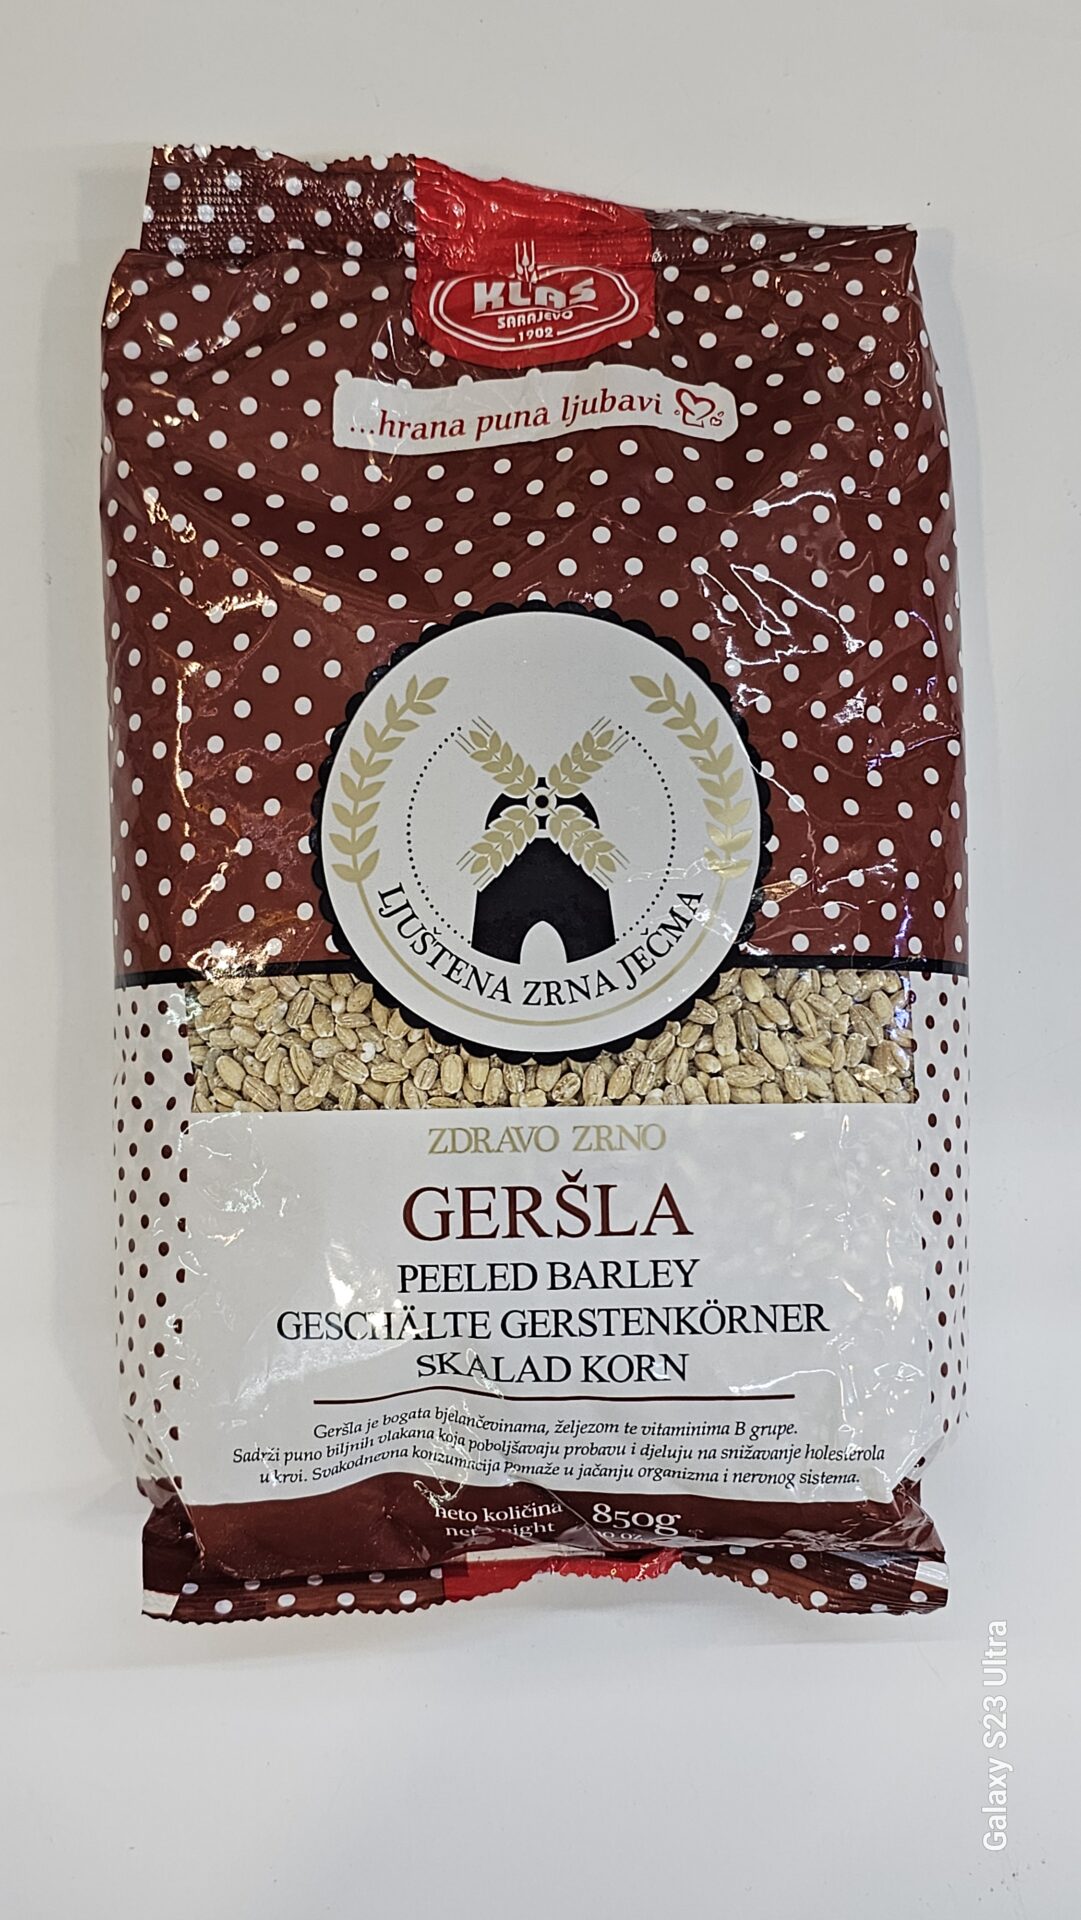 KLAS
SARAJEVO
1902
...hrana puna ljubavi
LJUŠTENA ZRNA JEČMA
ZDRAVO ZRNO
GERŠLA
PEELED BARLEY
GESCHÄLTE GERSTENKÖRNER
SKALAD KORN
Geršla je bogata bjelančevinama, željezom te vitaminima B grupe.
Sadrži puno biljnih vlakana koja poboljšavaju probavu i djeluju na snižavanje holesterola
u krvi. Svakodnevna konzumacija pomaže u jačanju organizma i nervnog sistema.
neto količina 850g
net
Galaxy S23 Ultra